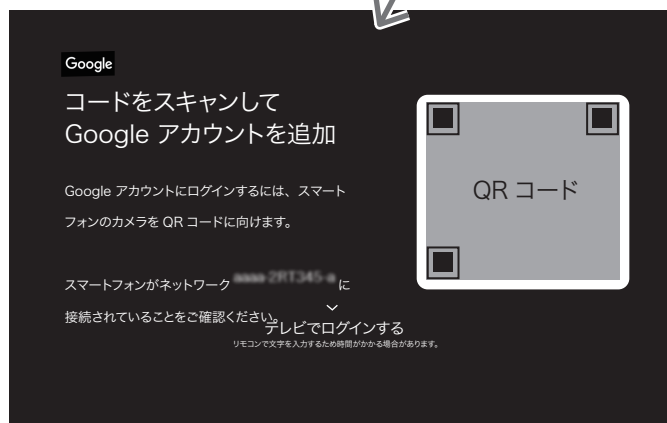 Google
コードをスキャンして
Google アカウントを追加
Google アカウントにログインするには、スマート
フォンのカメラを QR コードに向けます。
スマートフォンがネットワーク に
接続されていることをご確認ください。
QR コード
テレビでログインする
リモコンで文字を入力するため時間がかかる場合があります。